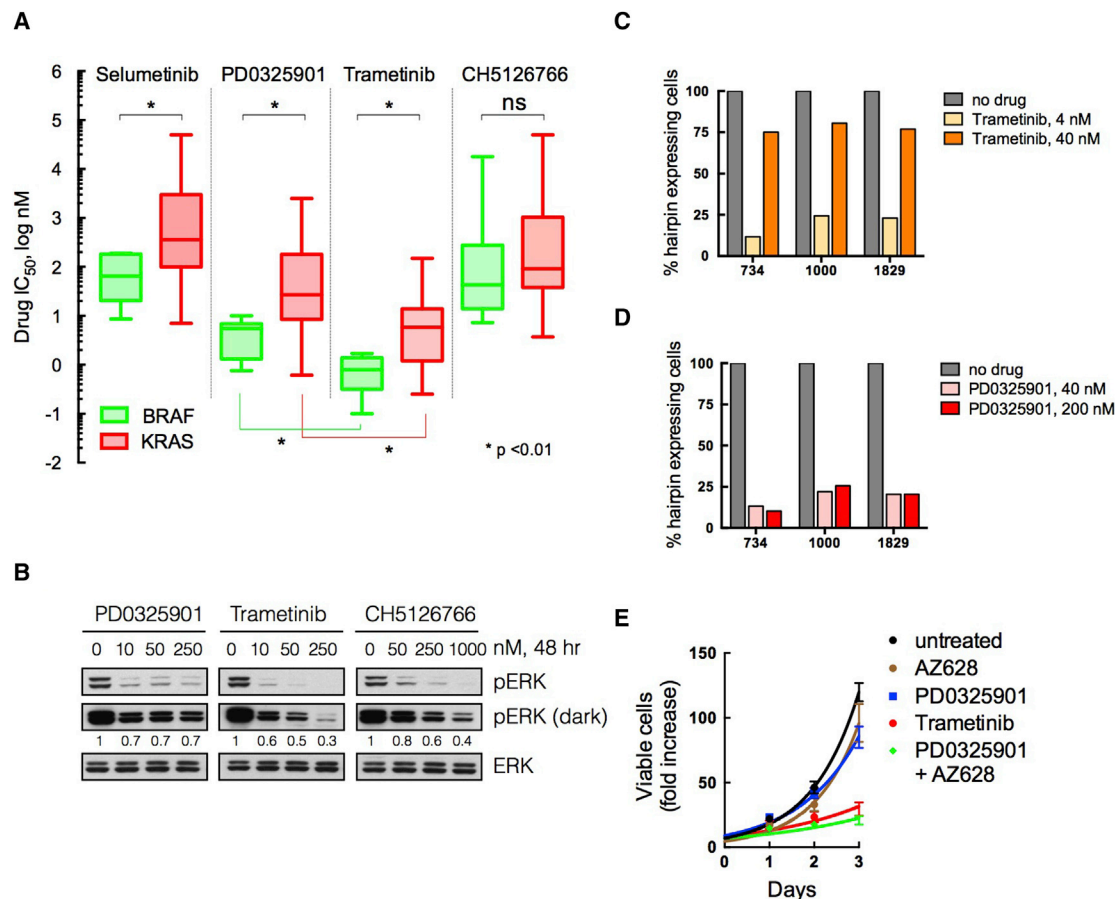 A
6
5
4
3
2
1
0
-1
-2
Drug IC50, log nM
Selumetinib PD0325901 Trametinib CH5126766
* * * ns
BRAF
KRAS
* * * p <0.01
B
PD0325901 Trametinib CH5126766
0 10 50 250 0 10 50 250 0 50 250 1000 nM, 48 hr
pERK
pERK (dark)
1 0.7 0.7 0.7 1 0.6 0.5 0.3 1 0.8 0.6 0.4
ERK
C
% hairpin expressing cells
100
75
50
25
0
734 1000 1829
no drug
Trametinib, 4 nM
Trametinib, 40 nM
D
% hairpin expressing cells
100
75
50
25
0
734 1000 1829
no drug
PD0325901, 40 nM
PD0325901, 200 nM
E
Viable cells
(fold increase)
150
100
50
0
0 1 2 3
Days
untreated
AZ628
PD0325901
Trametinib
PD0325901
+ AZ628